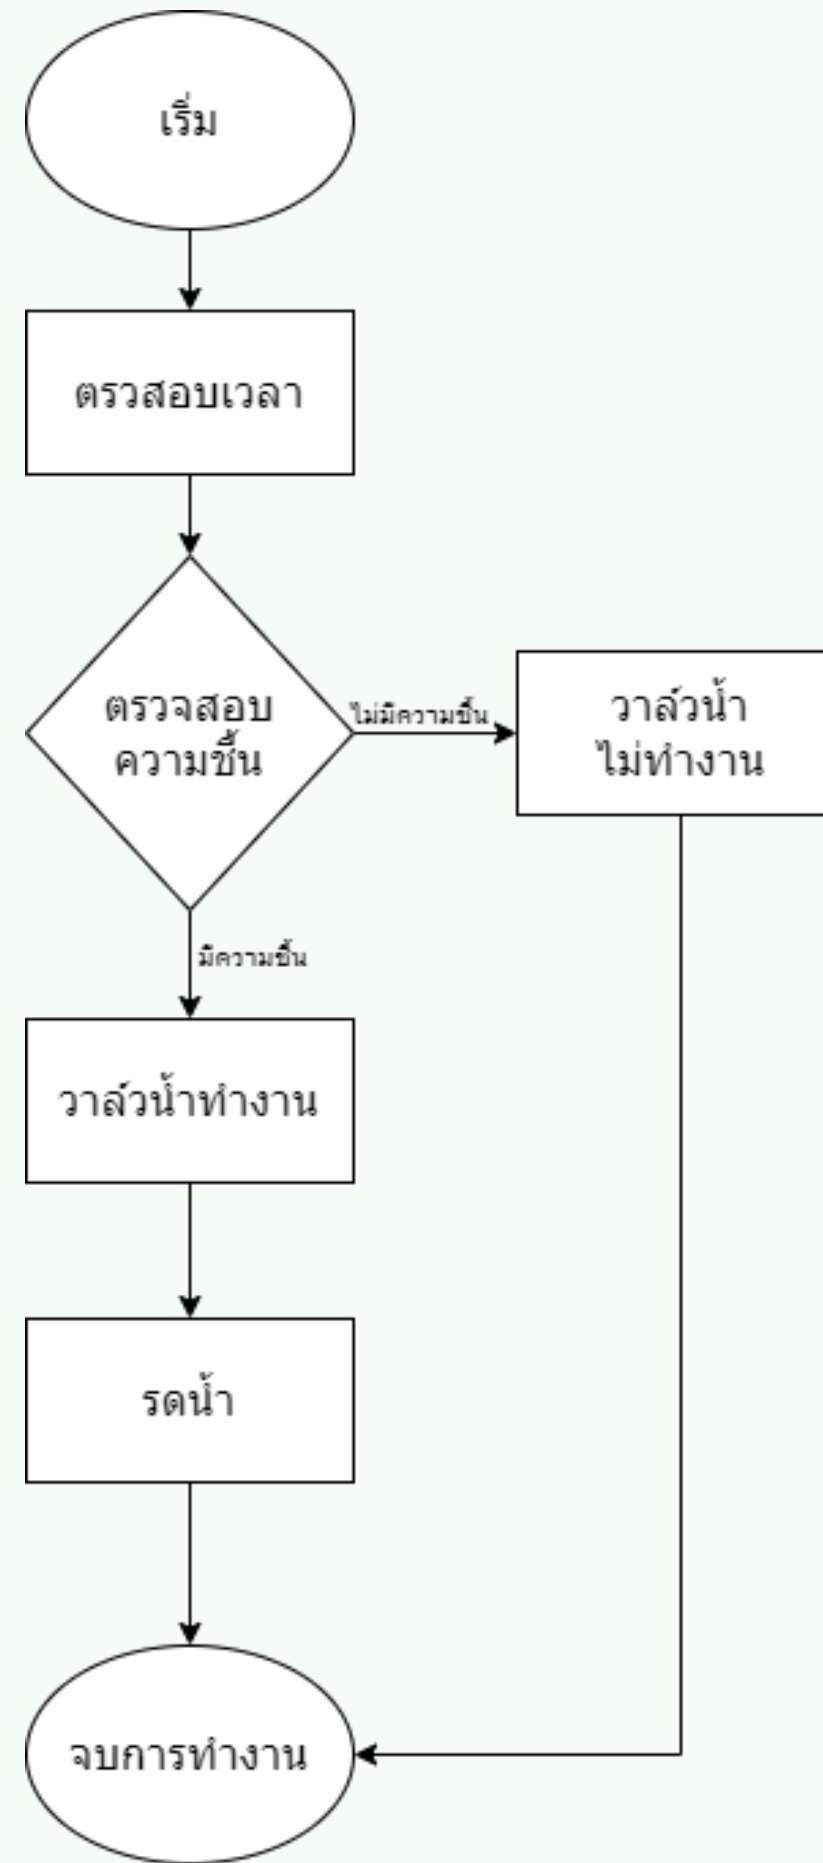 เริ่ม
ตรวสอบเวลา
ตรวจสอบ
ความชื้น
ไม่มีความชื้น
วาล์วน้ำ
ไม่ทำงาน
มีความชื้น
วาล์วน้ำทำงาน
รดน้ำ
จบการทำงาน